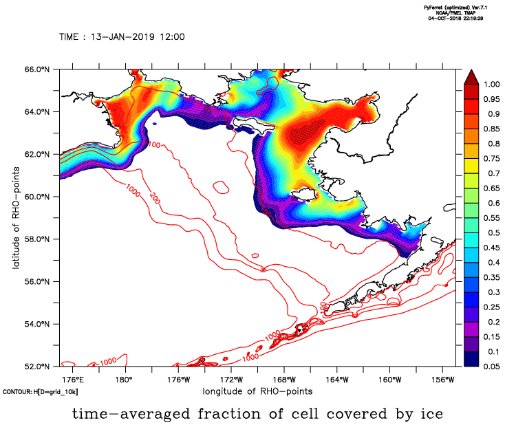 PyFerret (optimized) Ver.7.1
NOAA/PMEL TMAP
04-OCT-2018 22:19:29
TIME : 13-JAN-2019 12:00
66.0°N
64.0°N
62.0°N
60.0°N
58.0°N
56.0°N
54.0°N
52.0°N
latitude of RHO-points
100
200
1000
1000
1000
1000
1000
176°E 180° 176°W 172°W 168°W 164°W 160°W 156°W
longitude of RHO-points
1.00
0.95
0.9
0.85
0.8
0.75
0.7
0.65
0.6
0.55
0.5
0.45
0.4
0.35
0.3
0.25
0.2
0.15
0.1
0.05
CONTOUR: H[D=grid_10k]
time-averaged fraction of cell covered by ice